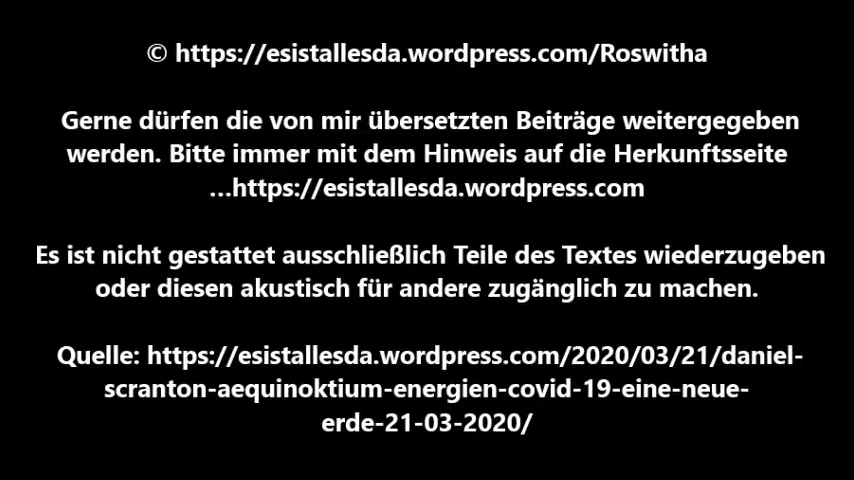 © https://esistallesda.wordpress.com/Roswitha
Gerne dürfen die von mir übersetzten Beiträge weitergegeben
werden. Bitte immer mit dem Hinweis auf die Herkunftsseite
…https://esistallesda.wordpress.com
Es ist nicht gestattet ausschließlich Teile des Textes wiederzugeben
oder diesen akustisch für andere zugänglich zu machen.
Quelle: https://esistallesda.wordpress.com/2020/03/21/daniel-
scranton-aequinoktium-energien-covid-19-eine-neue-
erde-21-03-2020/